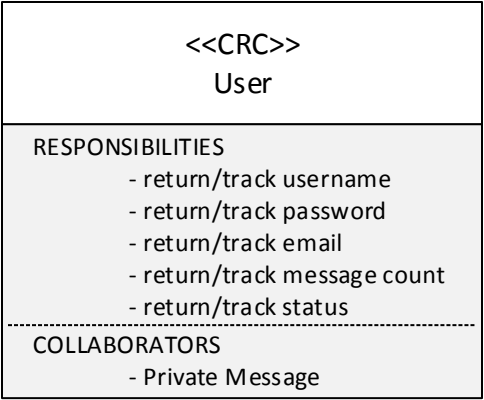 <<CRC>>
User
RESPONSIBILITIES
- return/track username
- return/track password
- return/track email
- return/track message count
- return/track status
COLLABORATORS
- Private Message